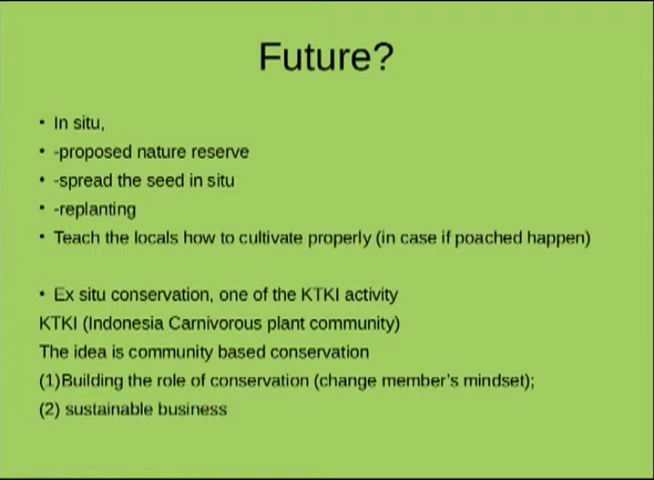 Future?
• In situ,
• -proposed nature reserve
• -spread the seed in situ
• -replanting
• Teach the locals how to cultivate properly (in case if poached happen)
• Ex situ conservation, one of the KTKI activity
KTKI (Indonesia Carnivorous plant community)
The idea is community based conservation
(1)Building the role of conservation (change member's mindset);
(2) sustainable business